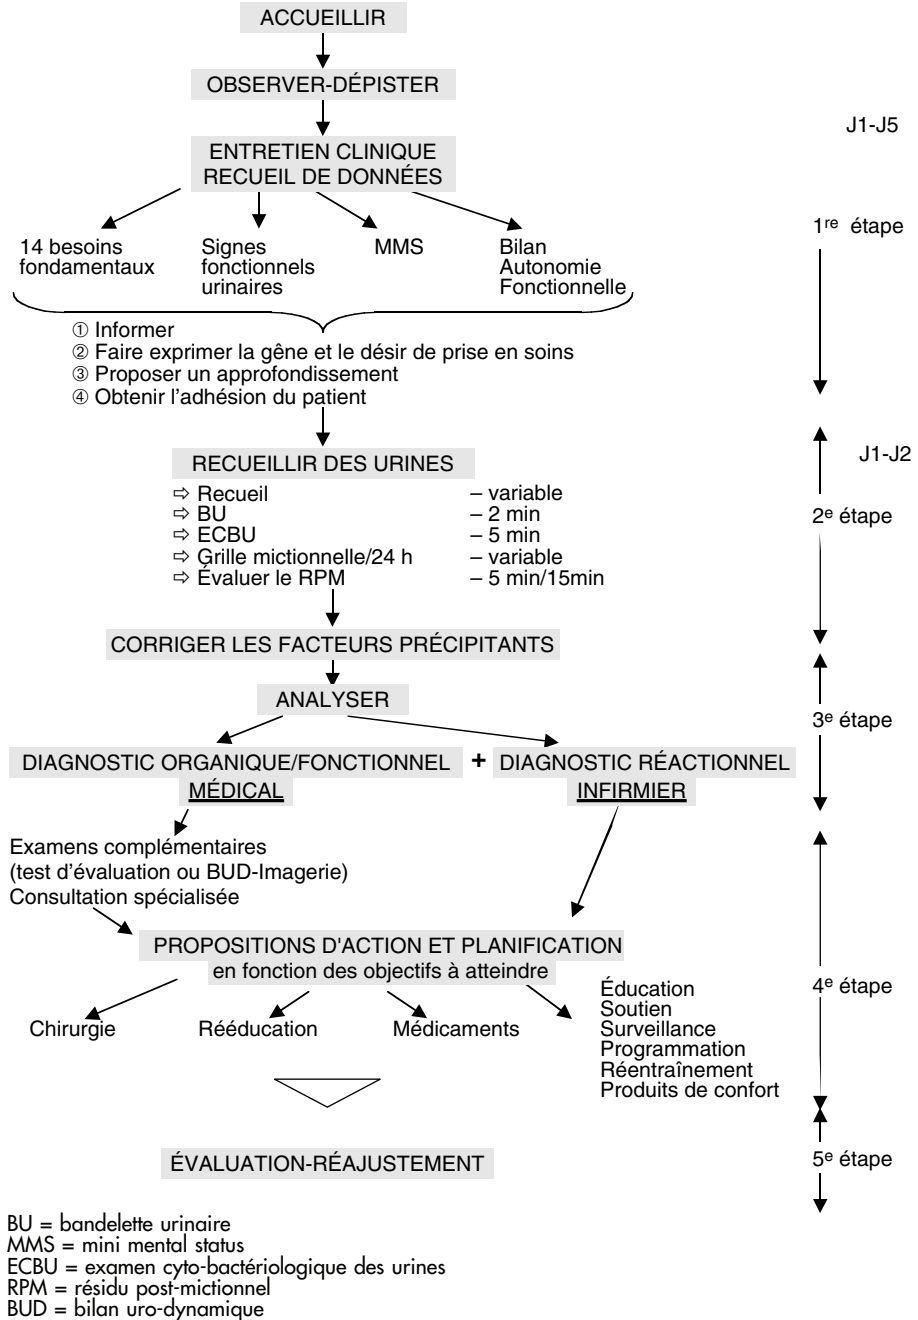 ACCUEILLIR
OBSERVER-DÉPISTER
J1-J5
ENTRETIEN CLINIQUE
RECUEIL DE DONNÉES
1re étape
14 besoins
fondamentaux
Signes
fonctionnels
urinaires
MMS
Bilan
Autonomie
Fonctionnelle
① Informer
② Faire exprimer la gêne et le désir de prise en soins
③ Proposer un approfondissement
④ Obtenir l'adhésion du patient
J1-J2
RECUEILLIR DES URINES
⇨ Recueil – variable
⇨ BU – 2 min
⇨ ECBU – 5 min
⇨ Grille mictionnelle/24 h – variable
⇨ Évaluer le RPM – 5 min/15min
2e étape
CORRIGER LES FACTEURS PRÉCIPITANTS
ANALYSER
3e étape
DIAGNOSTIC ORGANIQUE/FONCTIONNEL + DIAGNOSTIC RÉACTIONNEL
MÉDICAL
INFIRMIER
Examens complémentaires
(test d'évaluation ou BUD-Imagerie)
Consultation spécialisée
PROPOSITIONS D'ACTION ET PLANIFICATION
en fonction des objectifs à atteindre
4e étape
Chirurgie
Rééducation
Médicaments
Éducation
Soutien
Surveillance
Programmation
Réentraînement
Produits de confort
ÉVALUATION-RÉAJUSTEMENT
5e étape
BU = bandelette urinaire
MMS = mini mental status
ECBU = examen cyto-bactériologique des urines
RPM = résidu post-mictionnel
BUD = bilan uro-dynamique